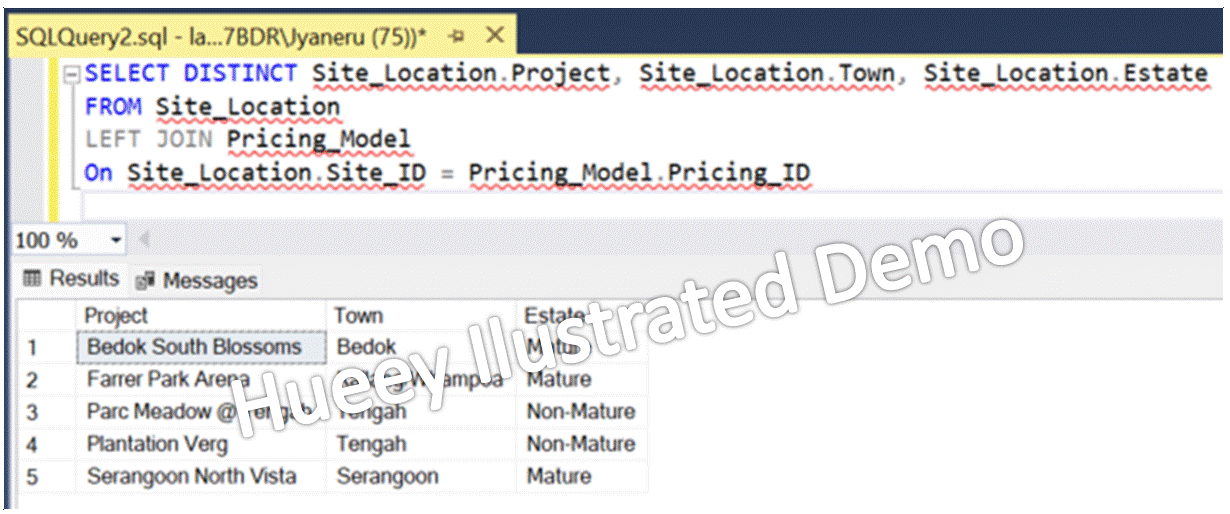 SQLQuery2.sql - la...7BDR\Jyaneru (75))*
SELECT DISTINCT Site_Location.Project, Site_Location.Town, Site_Location.Estate
FROM Site_Location
LEFT JOIN Pricing_Model
On Site_Location.Site_ID = Pricing_Model.Pricing_ID
100 %
Results Messages
Project Town Estate
1 Bedok South Blossoms Bedok Mature
2 Farrer Park Arena Mature
3 Parc Meadow @ Tengah Tengah Non-Mature
4 Plantation Verg Tengah Non-Mature
5 Serangoon North Vista Serangoon Mature
Hueey Ilustrated Demo